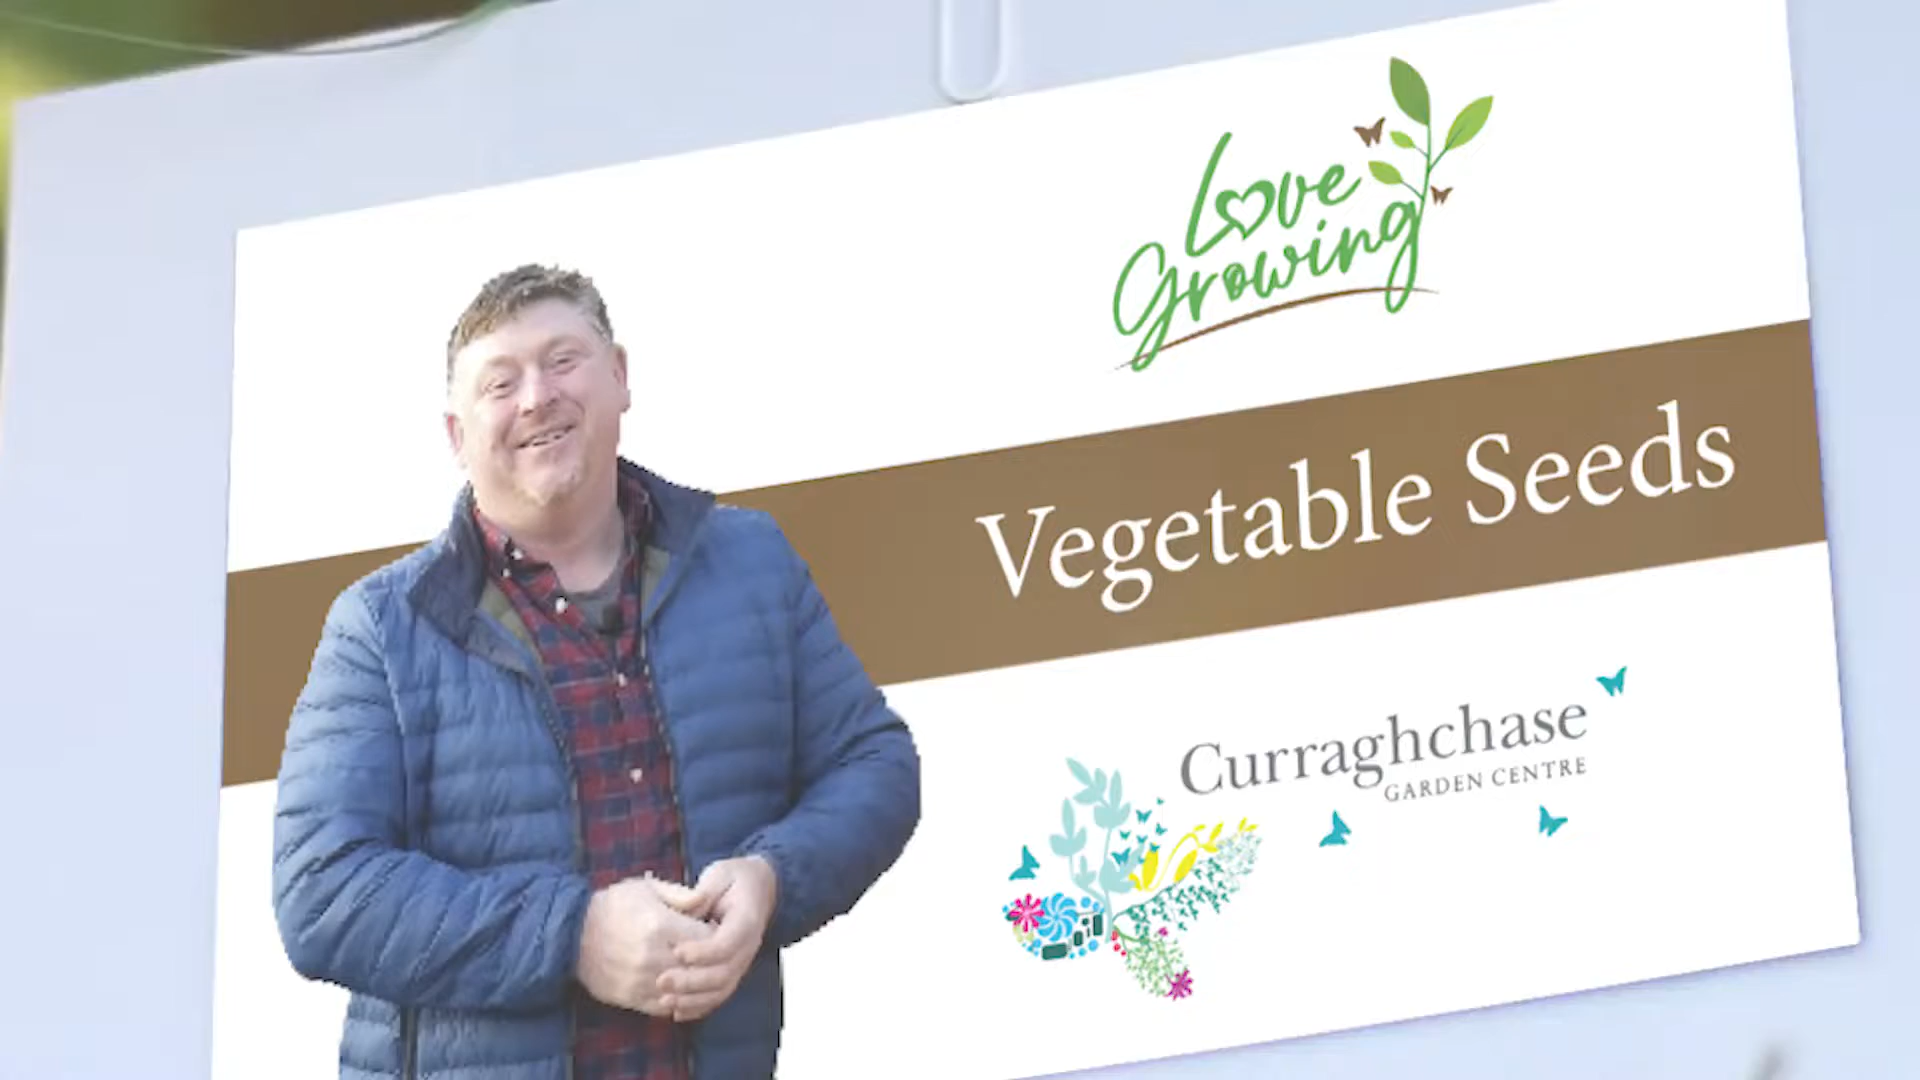 Love
Growing
Vegetable Seeds
Curraghchase
GARDEN CENTRE